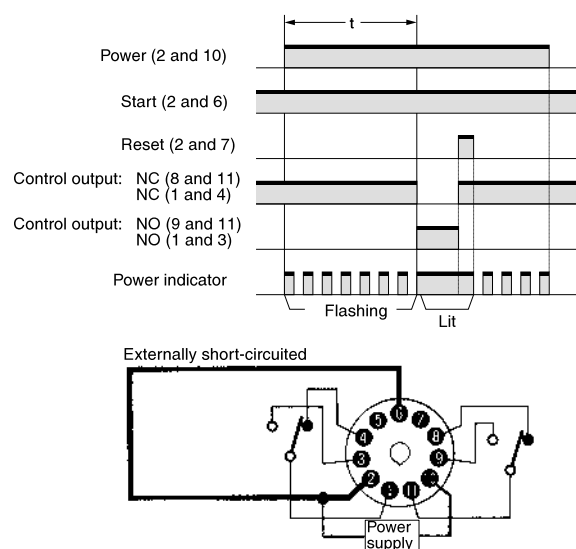 t
Power (2 and 10)
Start (2 and 6)
Reset (2 and 7)
Control output: NC (8 and 11)
NC (1 and 4)
Control output: NO (9 and 11)
NO (1 and 3)
Power indicator
Flashing
Lit
Externally short-circuited
6
5 7
4 8
3 9
2 10
1 11
Power
supply